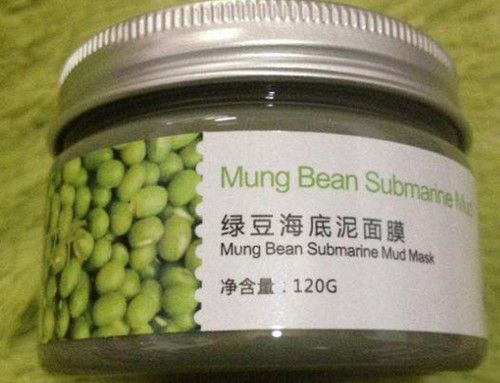 Mung Bean Submarine Mud
绿豆海底泥面膜
Mung Bean Submarine Mud Mask
净含量：120G